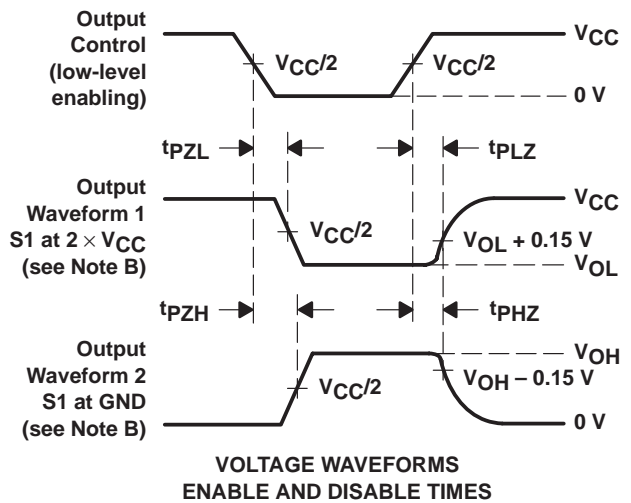 Output
Control
(low-level
enabling)
VCC/2
VCC/2
VCC
0 V
tPZL
tPLZ
Output
Waveform 1
S1 at 2 × VCC
(see Note B)
VCC/2
VCC
VOL + 0.15 V
VOL
tPZH
tPHZ
Output
Waveform 2
S1 at GND
(see Note B)
VCC/2
VOH
VOH – 0.15 V
0 V
VOLTAGE WAVEFORMS
ENABLE AND DISABLE TIMES